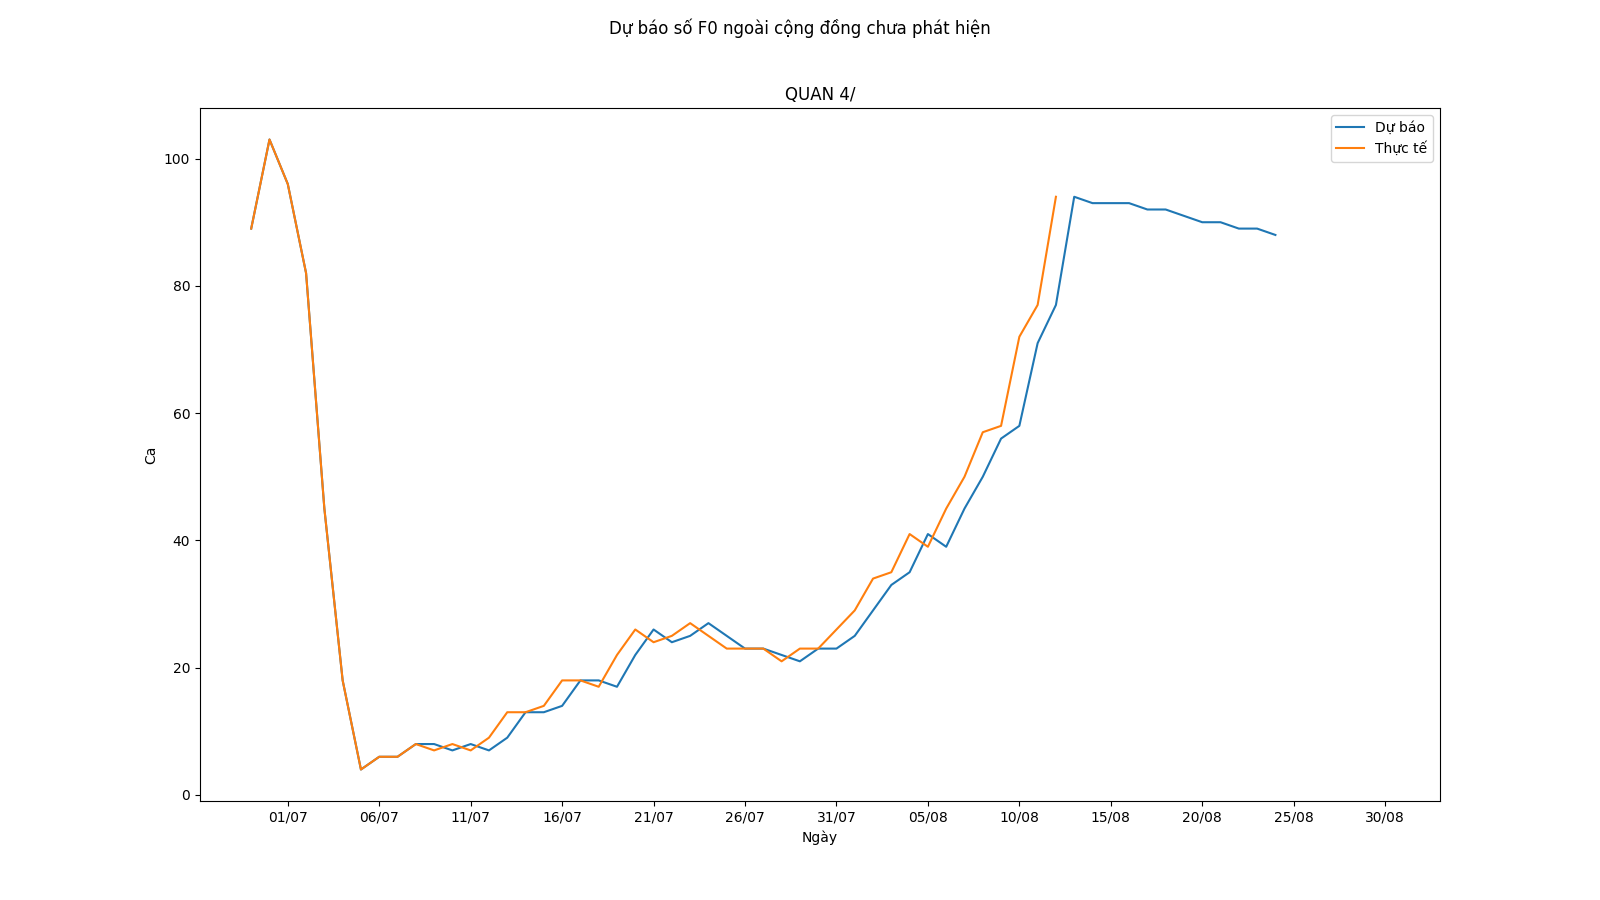 Dự báo số F0 ngoài cộng đồng chưa phát hiện
QUAN 4/
Dự báo
Thực tế
100
80
60
40
20
0
Ca
01/07 06/07 11/07 16/07 21/07 26/07 31/07 05/08 10/08 15/08 20/08 25/08 30/08
Ngày